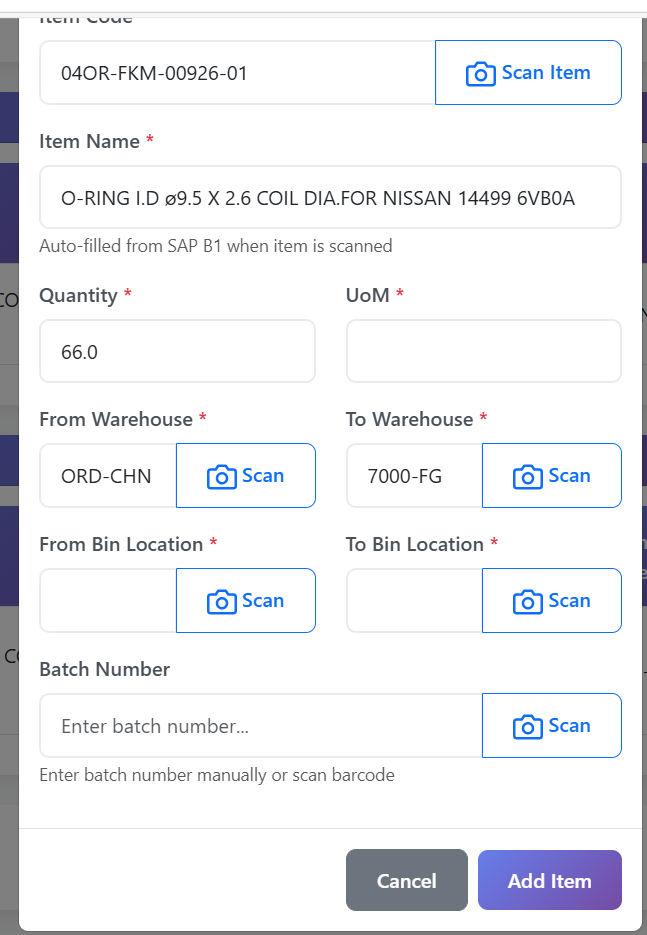 Item Code
04OR-FKM-00926-01
Scan Item
Item Name *
O-RING I.D ø9.5 X 2.6 COIL DIA.FOR NISSAN 14499 6VB0A
Auto-filled from SAP B1 when item is scanned
Quantity *
UoM *
66.0
From Warehouse *
To Warehouse *
ORD-CHN
Scan
7000-FG
Scan
From Bin Location *
To Bin Location *
Scan
Scan
Batch Number
Enter batch number...
Scan
Enter batch number manually or scan barcode
Cancel
Add Item